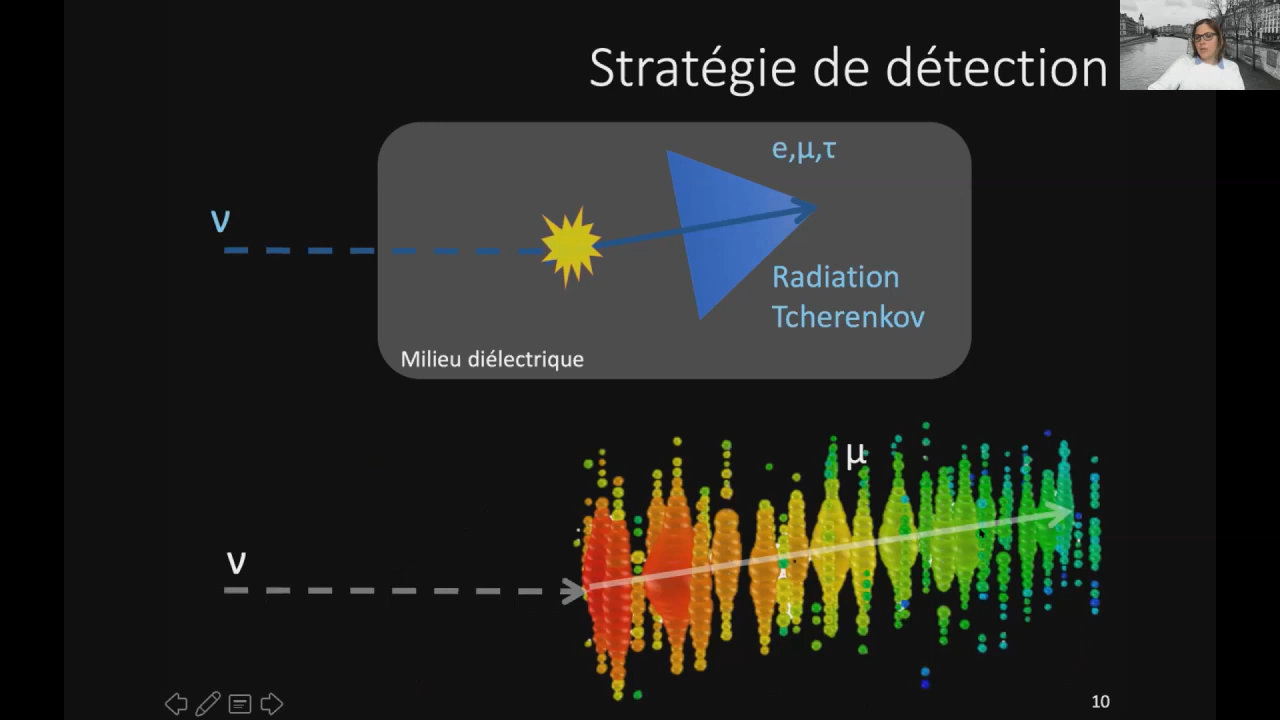 Stratégie de détection
e,μ,τ
ν
Radiation
Tcherenkov
Milieu diélectrique
μ
ν
10